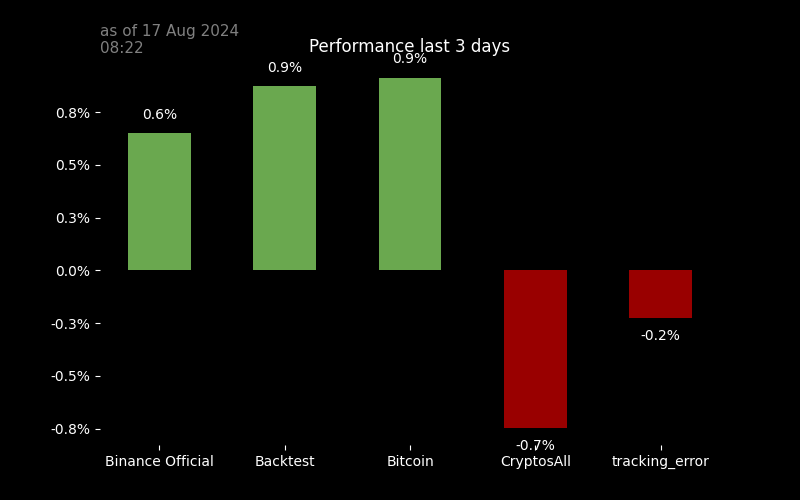 as of 17 Aug 2024
08:22
Performance last 3 days
0.6%
0.9%
0.9%
-0.7%
-0.2%
0.8%
0.5%
0.3%
0.0%
-0.3%
-0.5%
-0.8%
Binance Official
Backtest
Bitcoin
CryptosAll
tracking_error